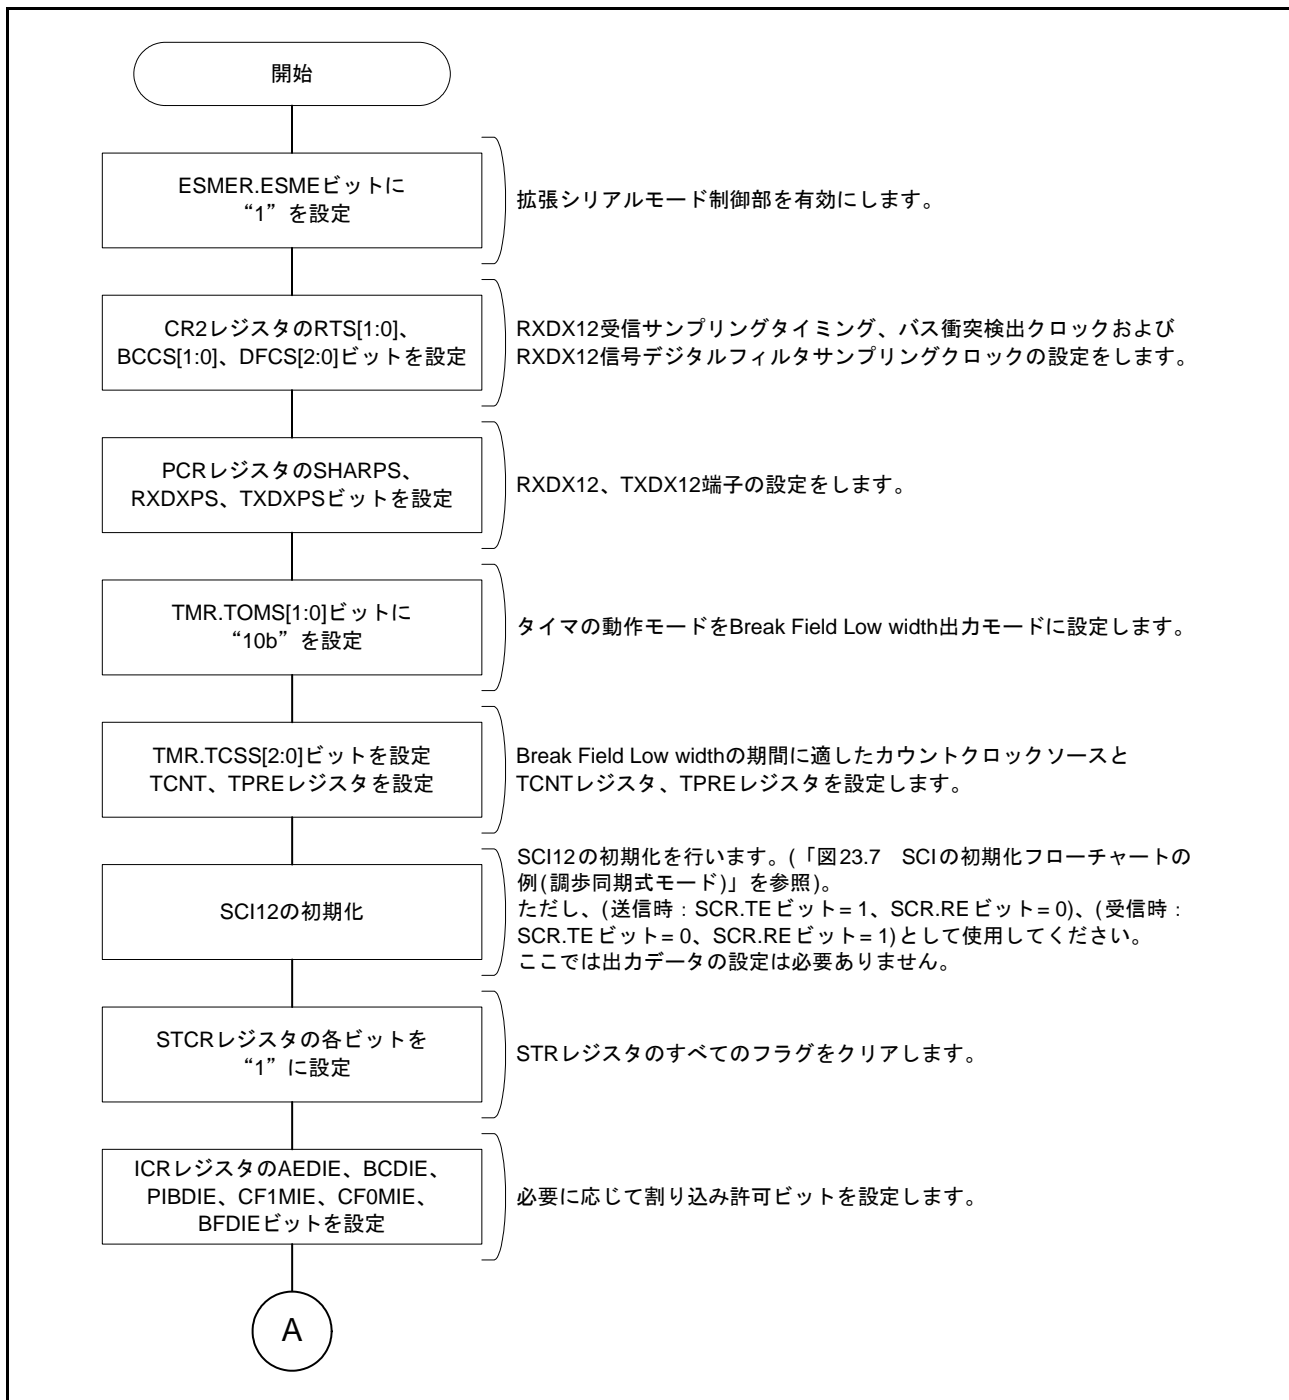 開始
ESMER.ESMEビットに
“1”を設定
拡張シリアルモード制御部を有効にします。
CR2レジスタのRTS[1:0]、
BCCS[1:0]、DFCS[2:0]ビットを設定
RXDX12受信サンプリングタイミング、バス衝突検出クロックおよび
RXDX12信号デジタルフィルタサンプリングクロックの設定をします。
PCRレジスタのSHARPS、
RXDXPS、TXDXPSビットを設定
RXDX12、TXDX12端子の設定をします。
TMR.TOMS[1:0]ビットに
“10b”を設定
タイマの動作モードをBreak Field Low width出力モードに設定します。
TMR.TCSS[2:0]ビットを設定
TCNT、TPREレジスタを設定
Break Field Low widthの期間に適したカウントクロックソースと
TCNTレジスタ、TPREレジスタを設定します。
SCI12の初期化
SCI12の初期化を行います。(「図23.7 SCIの初期化フローチャートの
例(調歩同期式モード)」を参照)。
ただし、(送信時：SCR.TEビット= 1、SCR.REビット= 0)、(受信時：
SCR.TEビット= 0、SCR.REビット= 1)として使用してください。
ここでは出力データの設定は必要ありません。
STCRレジスタの各ビットを
“1”に設定
STRレジスタのすべてのフラグをクリアします。
ICRレジスタのAEDIE、BCDIE、
PIBDIE、CF1MIE、CF0MIE、
BFDIEビットを設定
必要に応じて割り込み許可ビットを設定します。
A